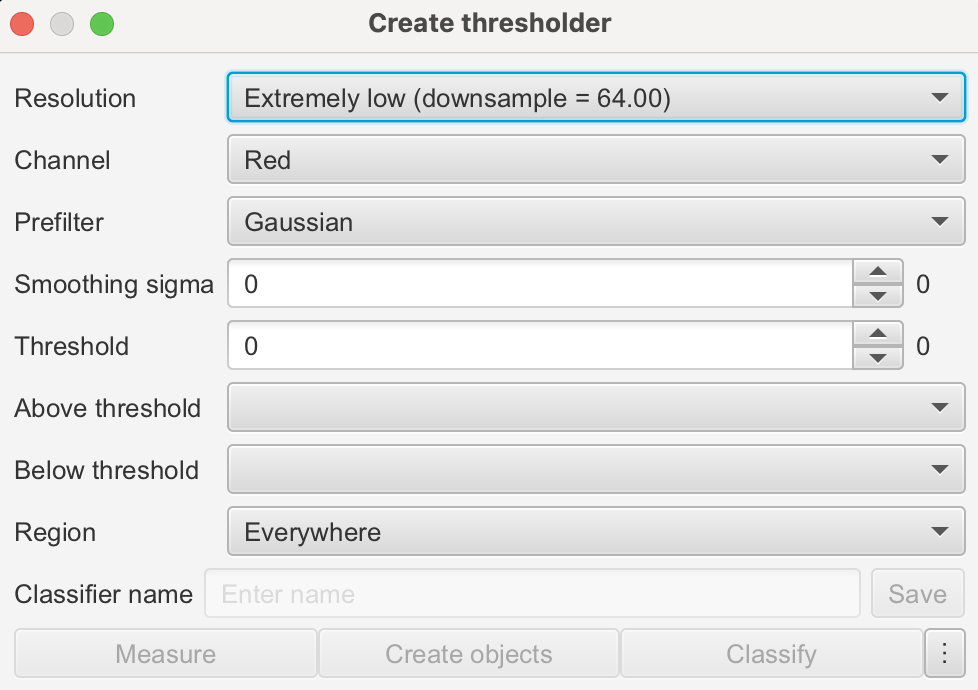 Create thresholder
Resolution Extremely low (downsample = 64.00)
Channel Red
Prefilter Gaussian
Smoothing sigma 0 0
Threshold 0 0
Above threshold
Below threshold
Region Everywhere
Classifier name Enter name Save
Measure Create objects Classify ⋮